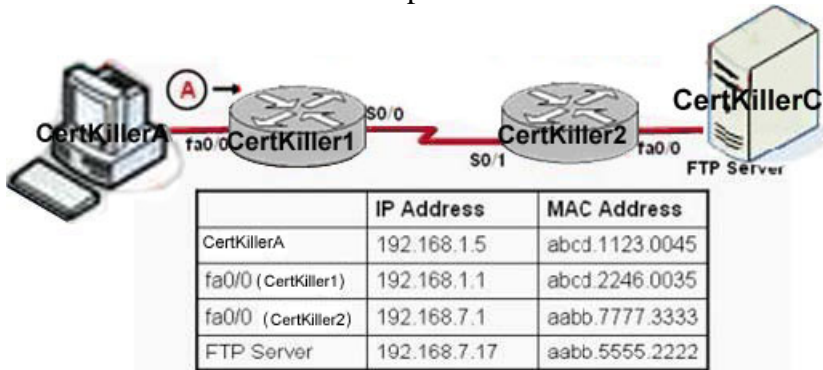 A
CertKillerA
fa0/0
CertKiller1
S0/0
S0/1
CertKiller2
fa0/0
CertKillerC
FTP Server
IP Address MAC Address
CertKillerA 192.168.1.5 abcd.1123.0045
fa0/0 (CertKiller1) 192.168.1.1 abcd.2246.0035
fa0/0 (CertKiller2) 192.168.7.1 aabb.7777.3333
FTP Server 192.168.7.17 aabb.5555.2222